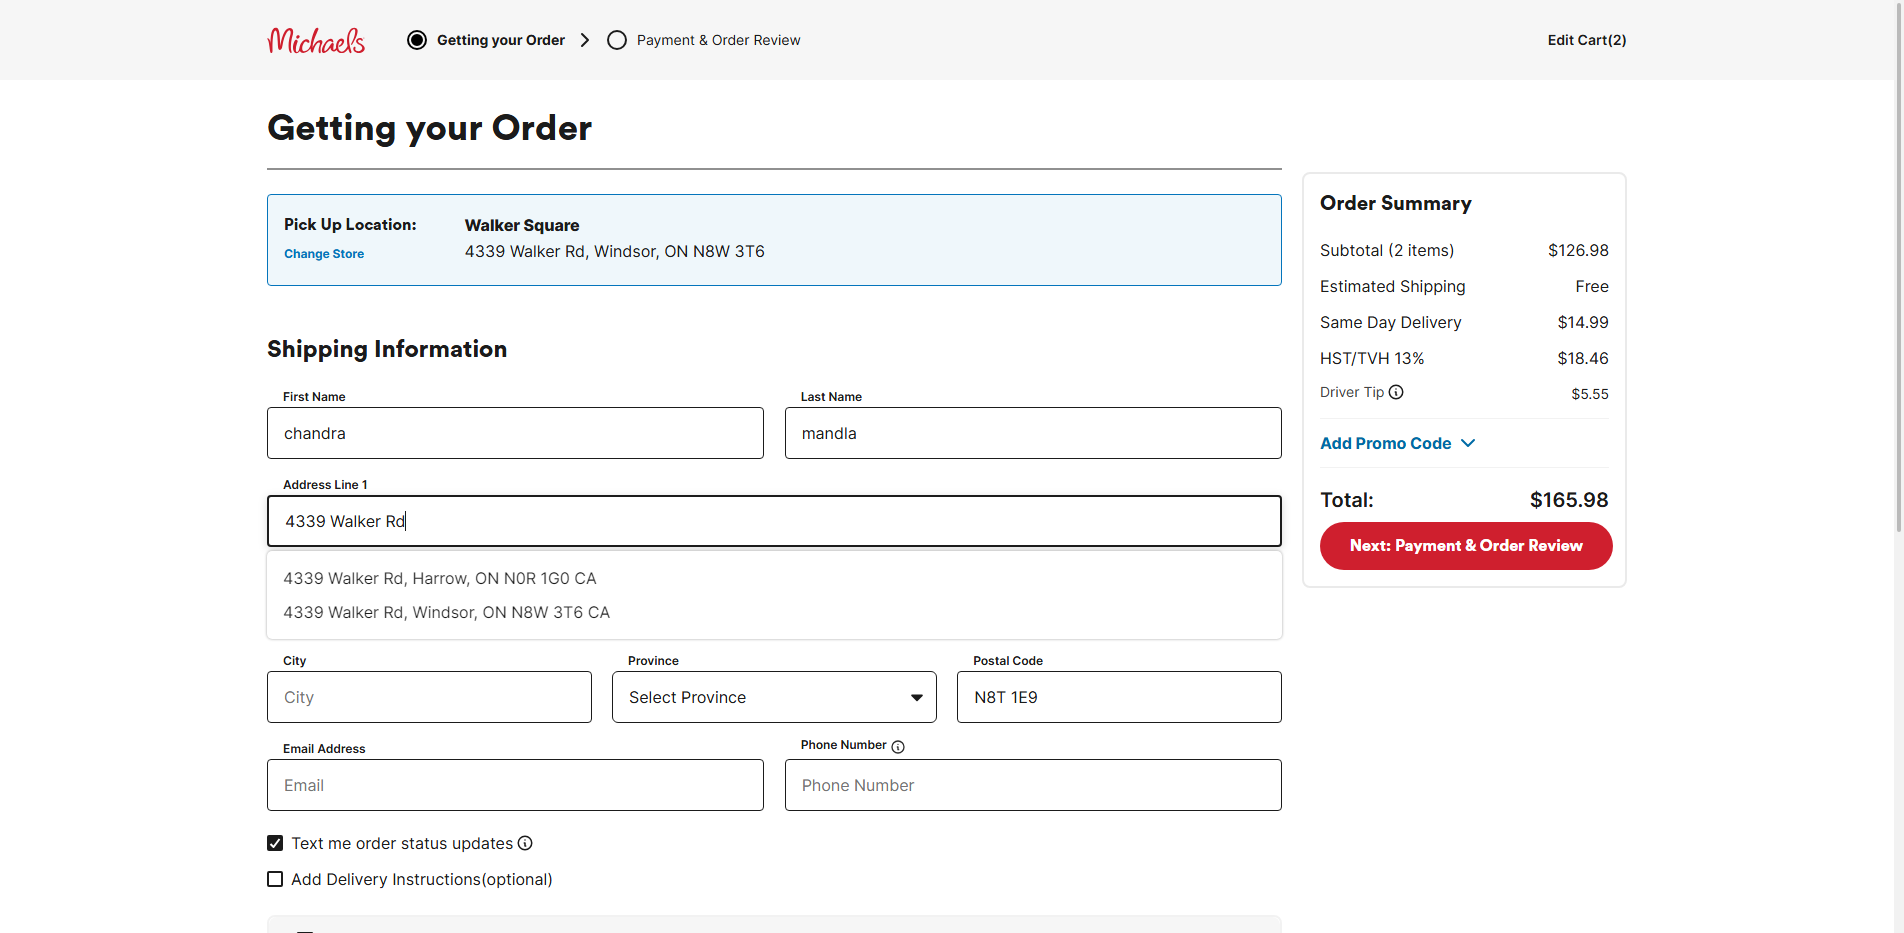 Michaels
Getting your Order
Payment & Order Review
Edit Cart(2)
Getting your Order
Pick Up Location:
Change Store
Walker Square
4339 Walker Rd, Windsor, ON N8W 3T6
Shipping Information
First Name
chandra
Last Name
mandla
Address Line 1
4339 Walker Rd
4339 Walker Rd, Harrow, ON N0R 1G0 CA
4339 Walker Rd, Windsor, ON N8W 3T6 CA
City
City
Province
Select Province
Postal Code
N8T 1E9
Email Address
Email
Phone Number
Phone Number
Text me order status updates
Add Delivery Instructions(optional)
Order Summary
Subtotal (2 items) $126.98
Estimated Shipping Free
Same Day Delivery $14.99
HST/TVH 13% $18.46
Driver Tip $5.55
Add Promo Code
Total: $165.98
Next: Payment & Order Review